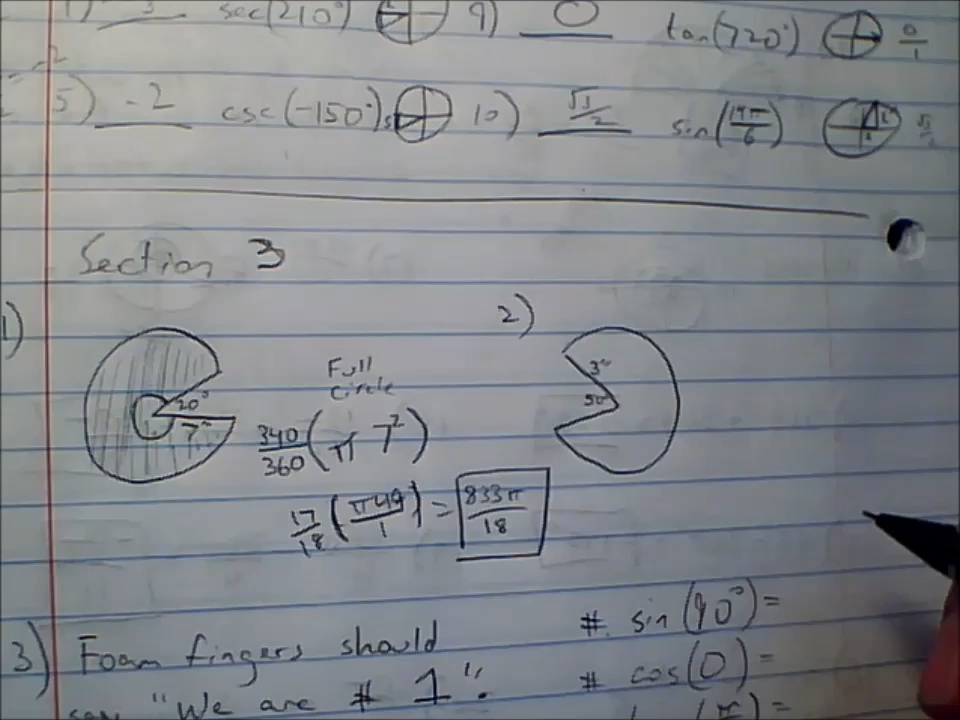 sec(210°) 9) 0 tan(720°) 0/1
5) -2 csc(-150°) 10) √3/2 sin(19π/6)
Section 3
1) 2)
20°
7"
Full
circle
340/360 (π 7²)
17/18 (π49/1) = 833π/18
3"
50°
3) Foam fingers should # sin(90°)=
say "We are # 1". # cos(0)=